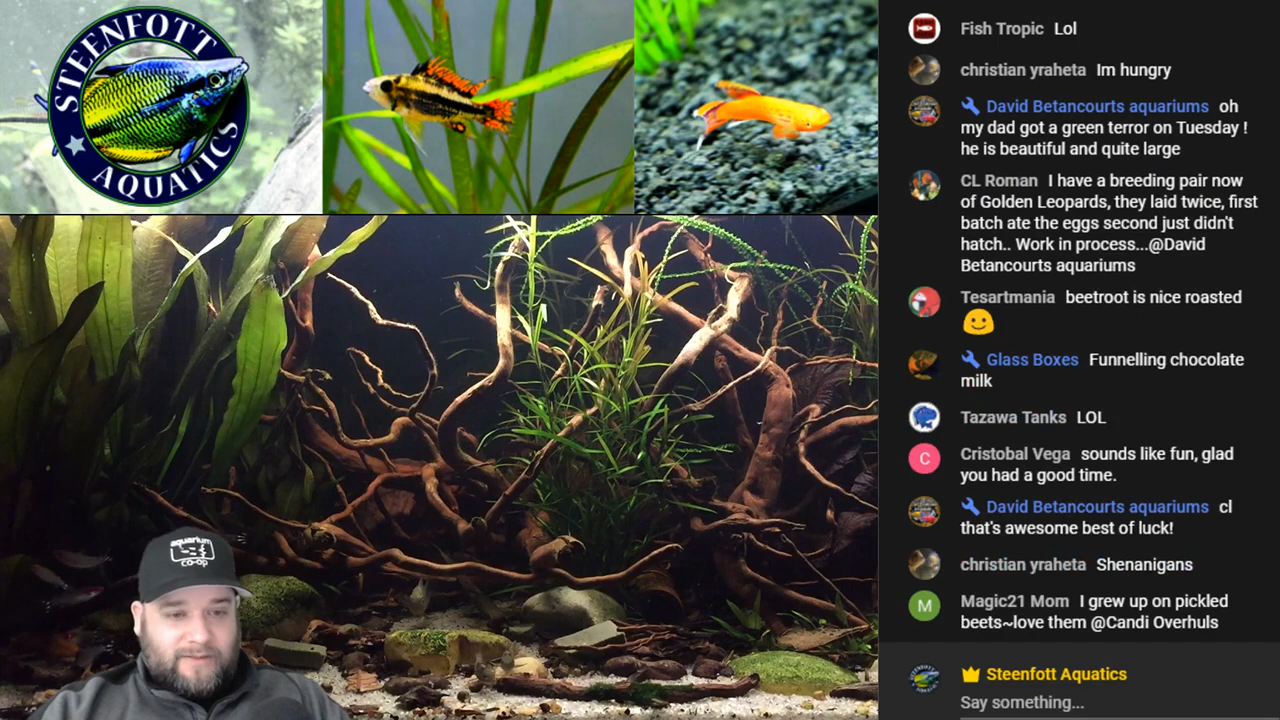 STEENFOTT
AQUATICS
aquarium
co-op
Fish Tropic Lol
christian yraheta Im hungry
David Betancourts aquariums oh
my dad got a green terror on Tuesday !
he is beautiful and quite large
CL Roman I have a breeding pair now
of Golden Leopards, they laid twice, first
batch ate the eggs second just didn't
hatch.. Work in process...@David
Betancourts aquariums
Tesartmania beetroot is nice roasted
Glass Boxes Funnelling chocolate
milk
Tazawa Tanks LOL
C
Cristobal Vega sounds like fun, glad
you had a good time.
David Betancourts aquariums cl
that's awesome best of luck!
christian yraheta Shenanigans
M
Magic21 Mom I grew up on pickled
beets~love them @Candi Overhuls
Steenfott Aquatics
Say something...